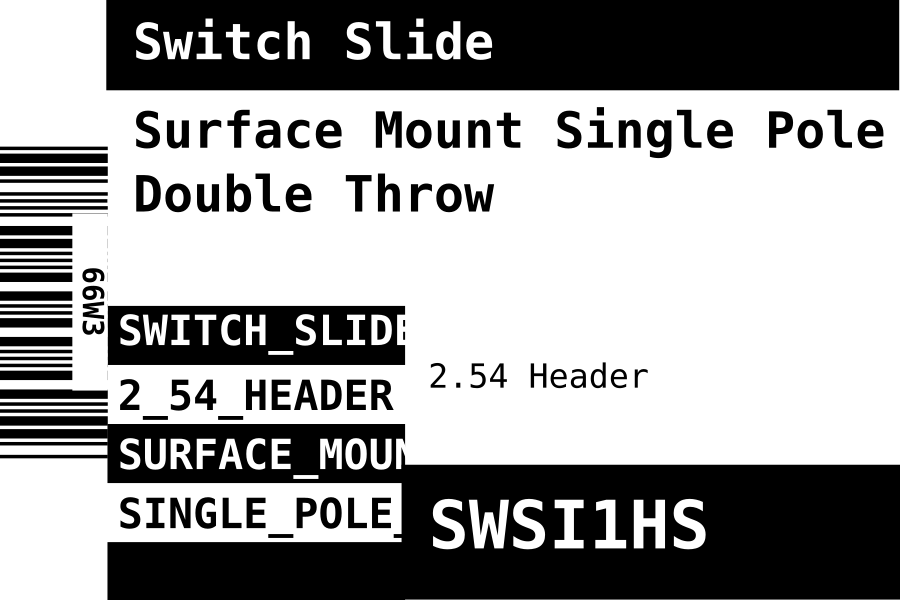 Switch Slide
Surface Mount Single Pole
Double Throw
66W3
SWITCH_SLIDE
2_54_HEADER
SURFACE_MOUN
SINGLE_POLE_
2.54 Header
SWSI1HS